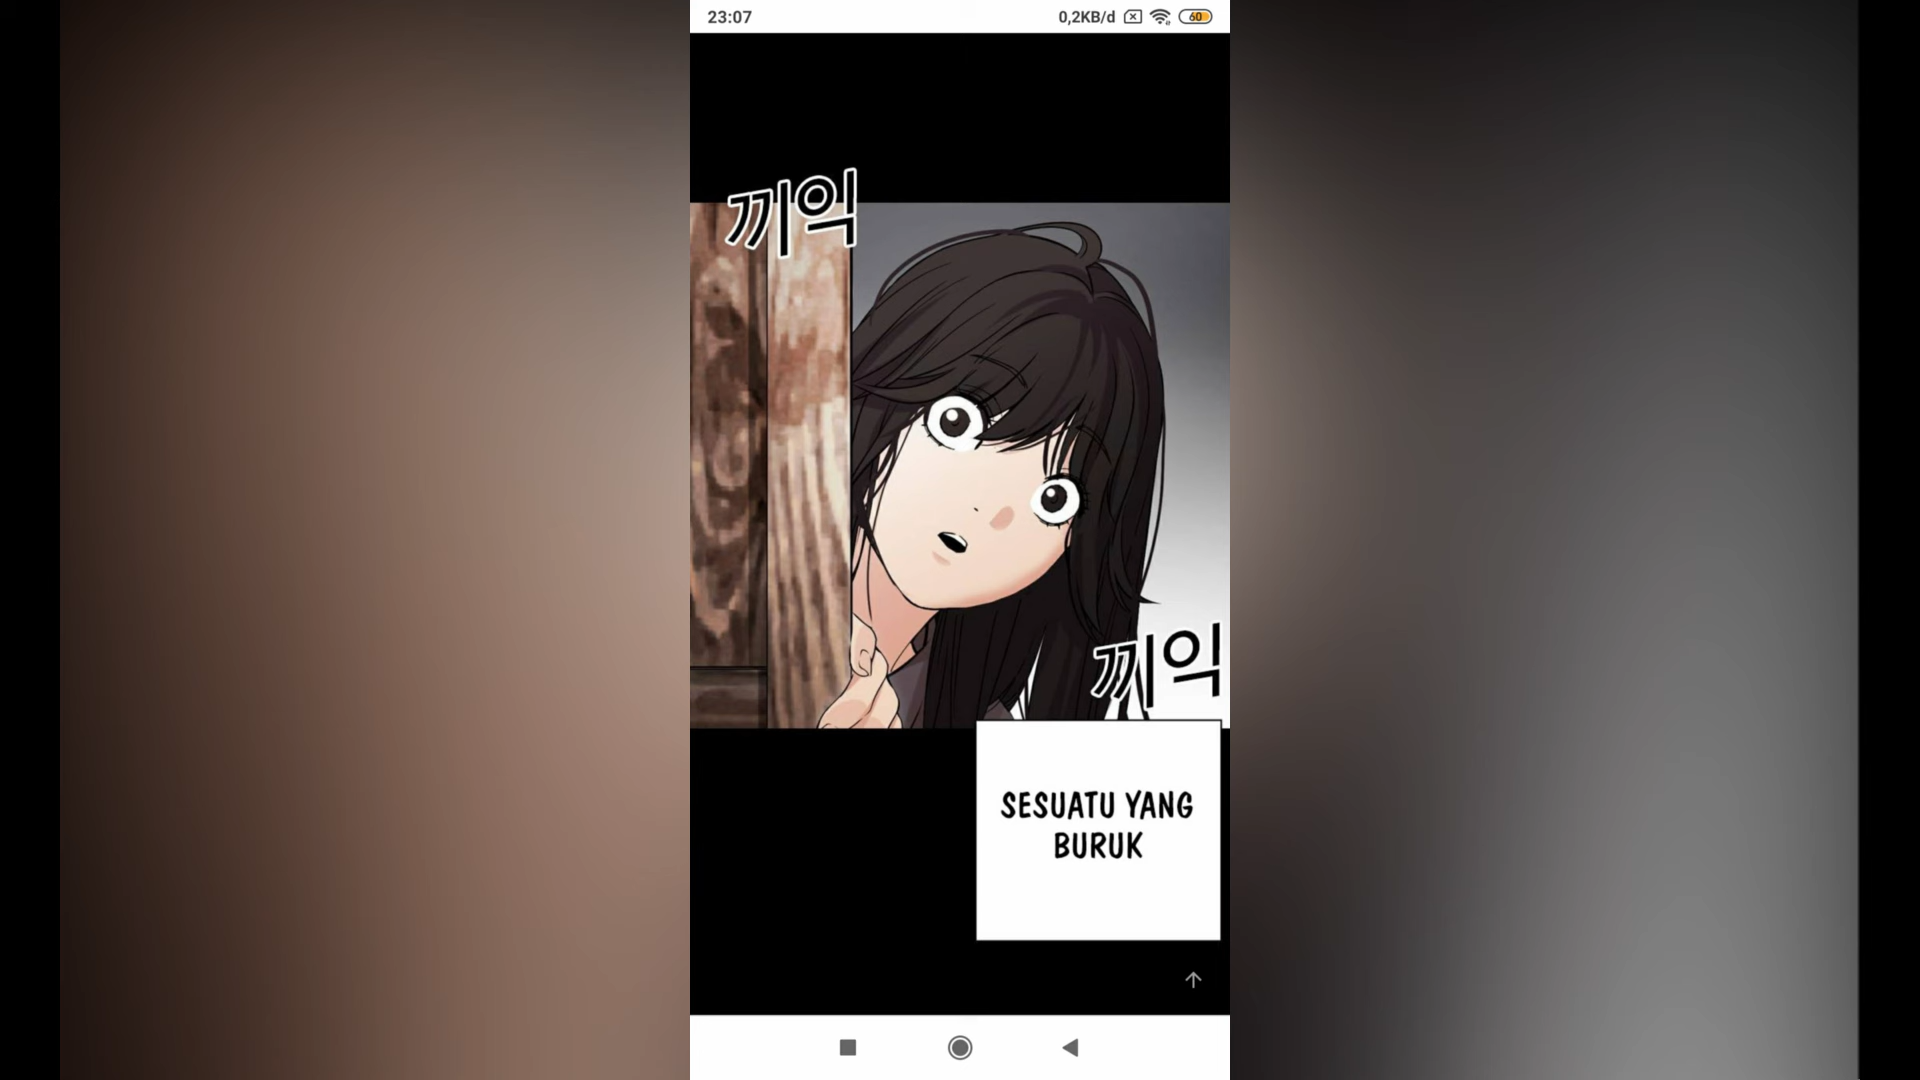 23:07
0,2KB/d
60
끼익
끼익
SESUATU YANG
BURUK